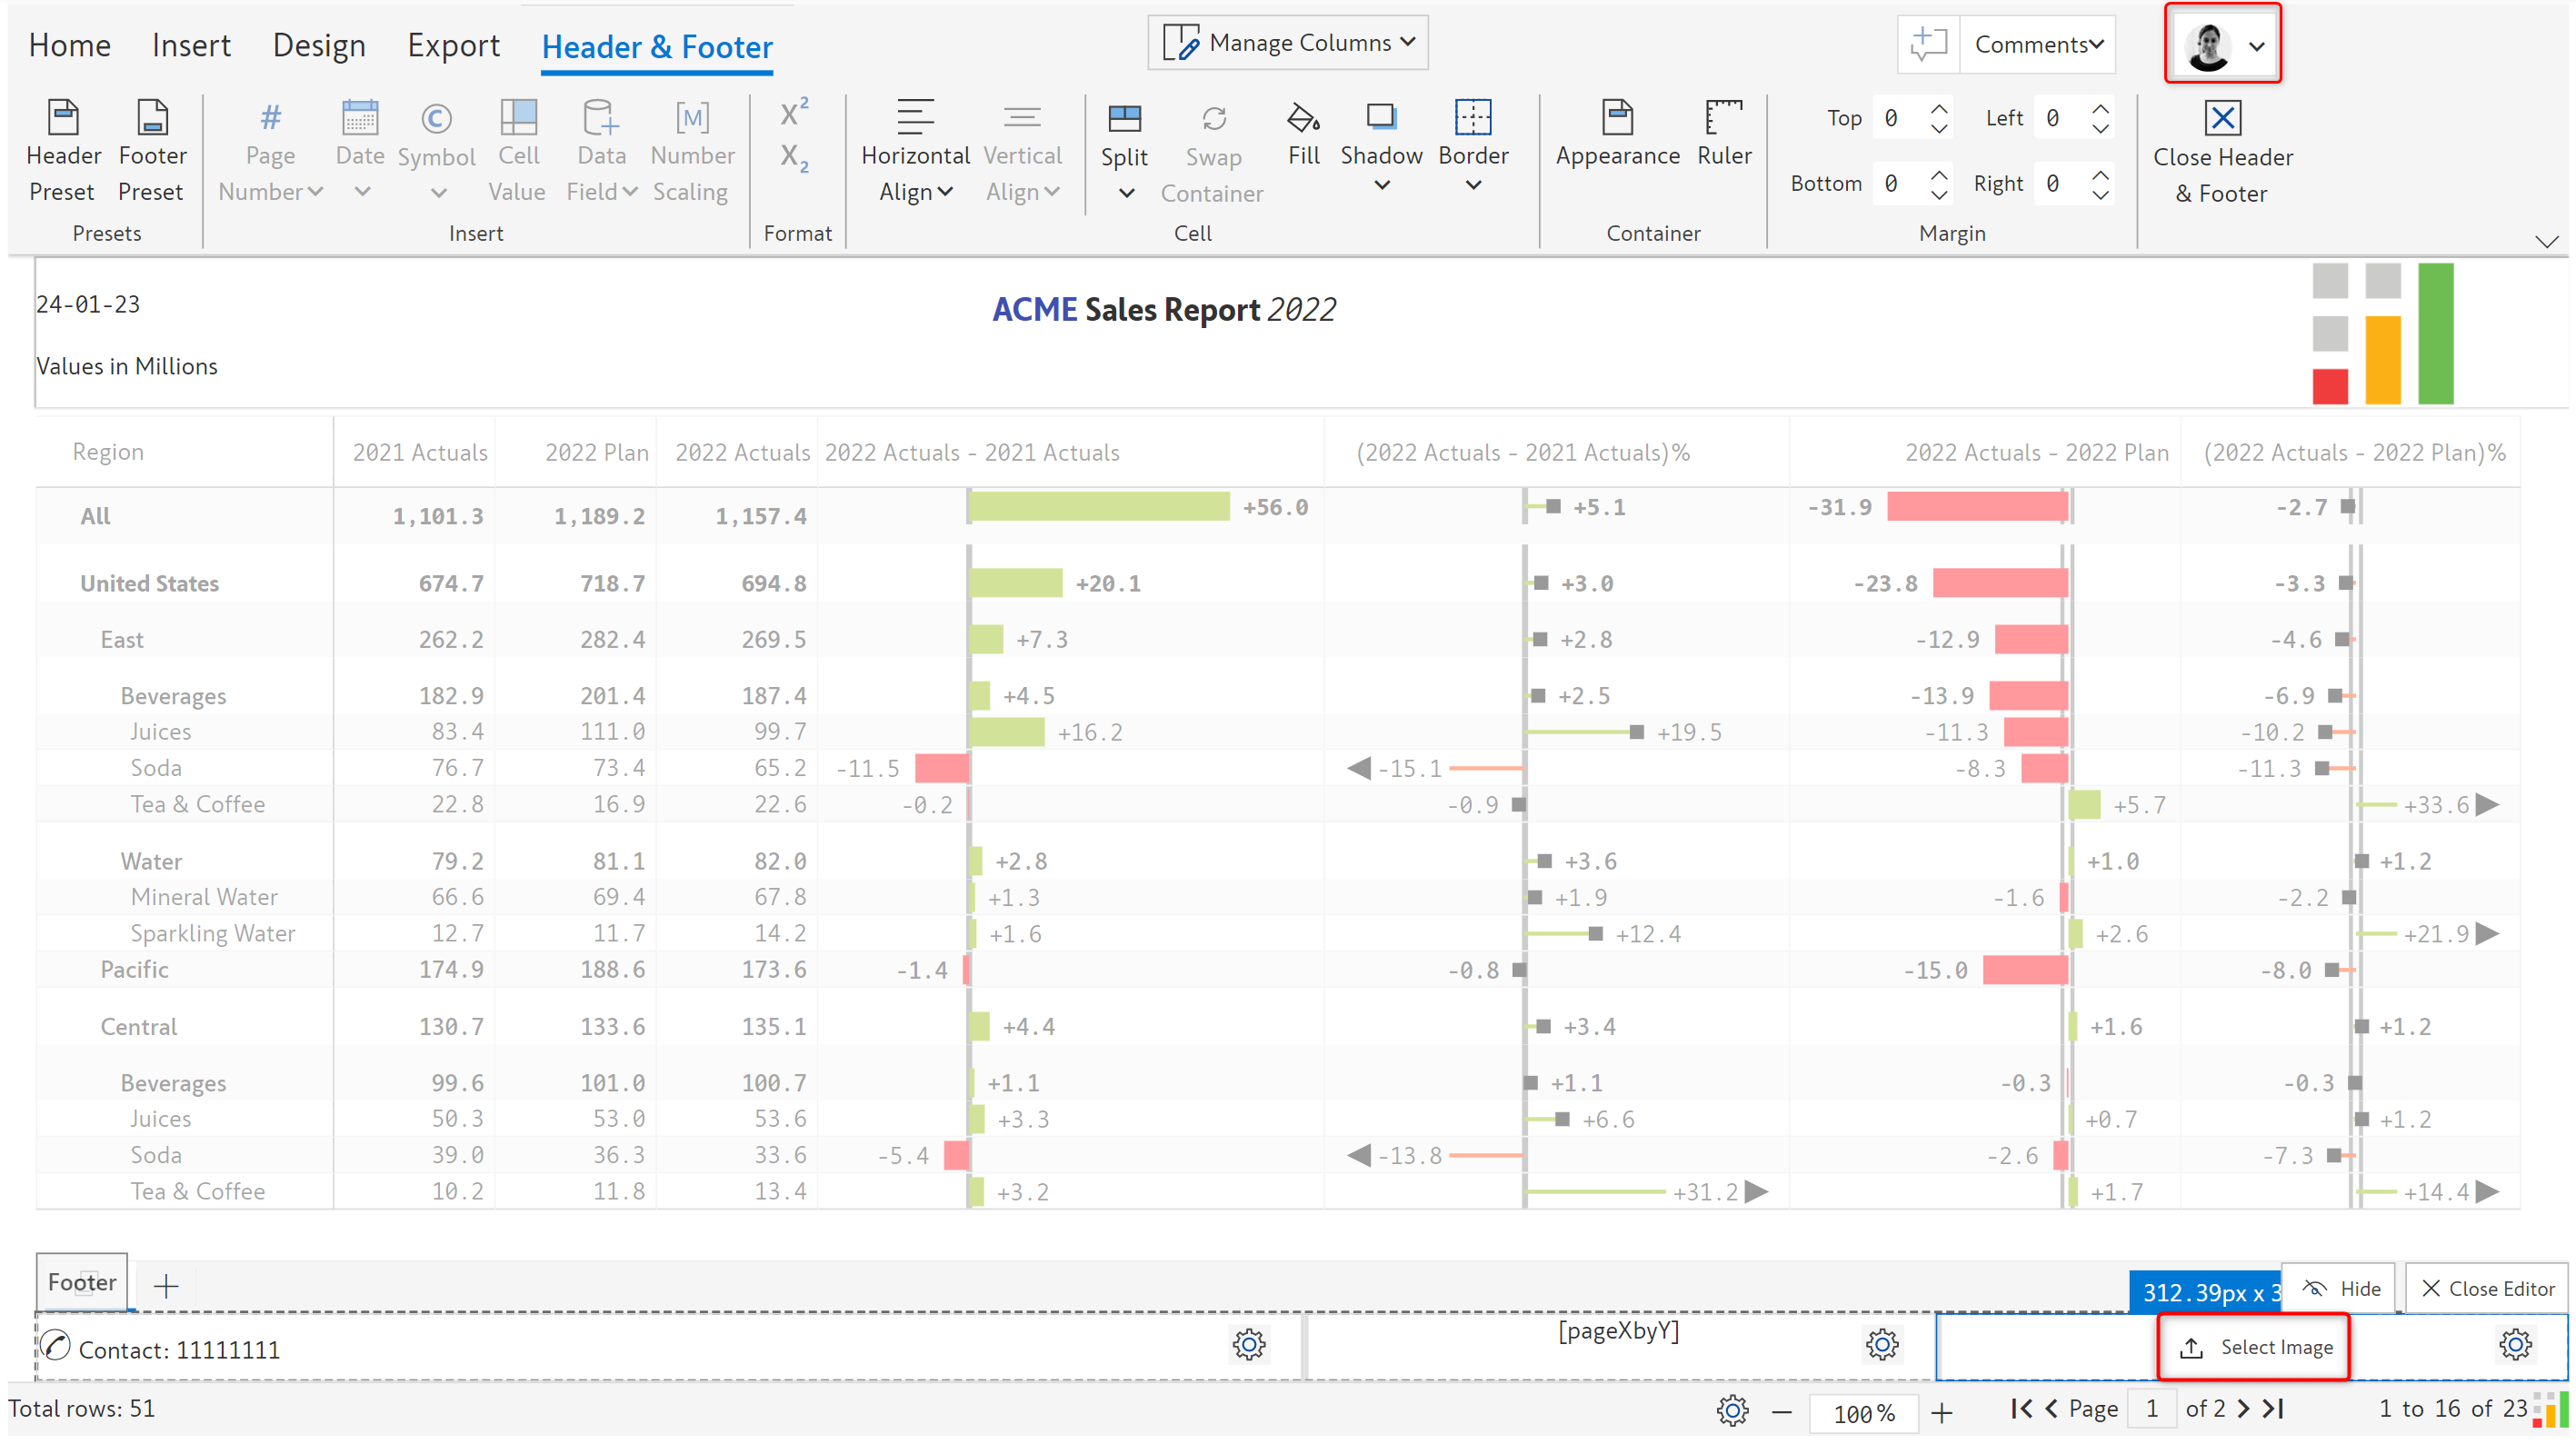 Home Insert Design Export Header & Footer Manage Columns Comments
Header Preset Footer Preset Page Number Date Symbol Cell Value Data Field Number Scaling X² X₂ Horizontal Align Vertical Align Split Swap Container Fill Shadow Border Appearance Ruler Top 0 Left 0 Bottom 0 Right 0 Close Header & Footer
Presets Insert Format Cell Container Margin
24-01-23
ACME Sales Report 2022
Values in Millions
Region 2021 Actuals 2022 Plan 2022 Actuals 2022 Actuals - 2021 Actuals (2022 Actuals - 2021 Actuals)% 2022 Actuals - 2022 Plan (2022 Actuals - 2022 Plan)%
All 1,101.3 1,189.2 1,157.4 +56.0 +5.1 -31.9 -2.7
United States 674.7 718.7 694.8 +20.1 +3.0 -23.8 -3.3
East 262.2 282.4 269.5 +7.3 +2.8 -12.9 -4.6
Beverages 182.9 201.4 187.4 +4.5 +2.5 -13.9 -6.9
Juices 83.4 111.0 99.7 +16.2 +19.5 -11.3 -10.2
Soda 76.7 73.4 65.2 -11.5 -15.1 -8.3 -11.3
Tea & Coffee 22.8 16.9 22.6 -0.2 -0.9 +5.7 +33.6
Water 79.2 81.1 82.0 +2.8 +3.6 +1.0 +1.2
Mineral Water 66.6 69.4 67.8 +1.3 +1.9 -1.6 -2.2
Sparkling Water 12.7 11.7 14.2 +1.6 +12.4 +2.6 +21.9
Pacific 174.9 188.6 173.6 -1.4 -0.8 -15.0 -8.0
Central 130.7 133.6 135.1 +4.4 +3.4 +1.6 +1.2
Beverages 99.6 101.0 100.7 +1.1 +1.1 -0.3 -0.3
Juices 50.3 53.0 53.6 +3.3 +6.6 +0.7 +1.2
Soda 39.0 36.3 33.6 -5.4 -13.8 -2.6 -7.3
Tea & Coffee 10.2 11.8 13.4 +3.2 +31.2 +1.7 +14.4
Footer 312.39px x 3 Hide Close Editor
Contact: 11111111 [pageXbyY] Select Image
Total rows: 51 100% Page 1 of 2 1 to 16 of 23